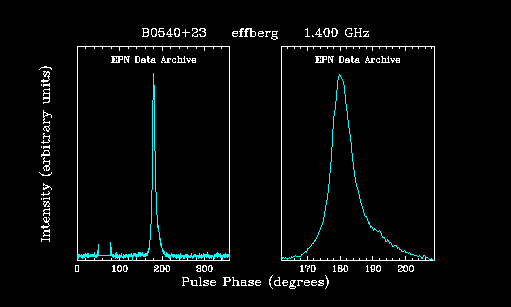 B0540+23 effberg 1.400 GHz
EPN Data Archive EPN Data Archive
Intensity (arbitrary units)
0 100 200 300 170 180 190 200
Pulse Phase (degrees)